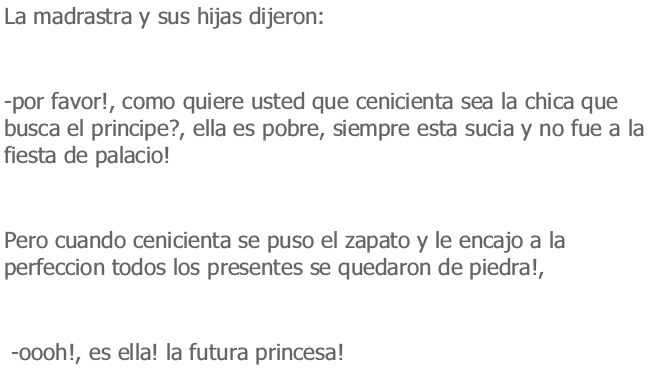 La madrastra y sus hijas dijeron:
-por favor!, como quiere usted que cenicienta sea la chica que
busca el principe?, ella es pobre, siempre esta sucia y no fue a la
fiesta de palacio!
Pero cuando cenicienta se puso el zapato y le encajo a la
perfeccion todos los presentes se quedaron de piedra!,
-oooh!, es ella! la futura princesa!